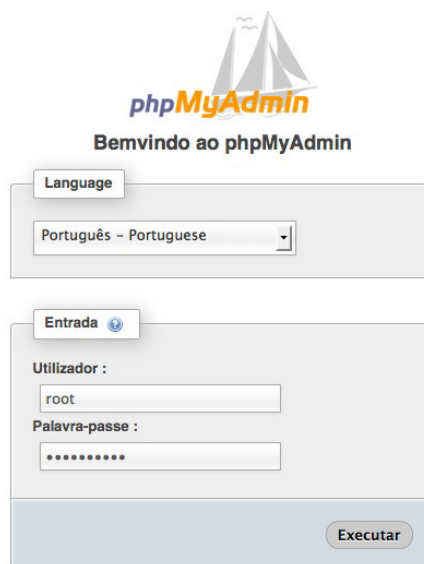 phpMyAdmin
Bemvindo ao phpMyAdmin
Language
Português – Portuguese
Entrada
Utilizador :
root
Palavra-passe :
••••••••••
Executar